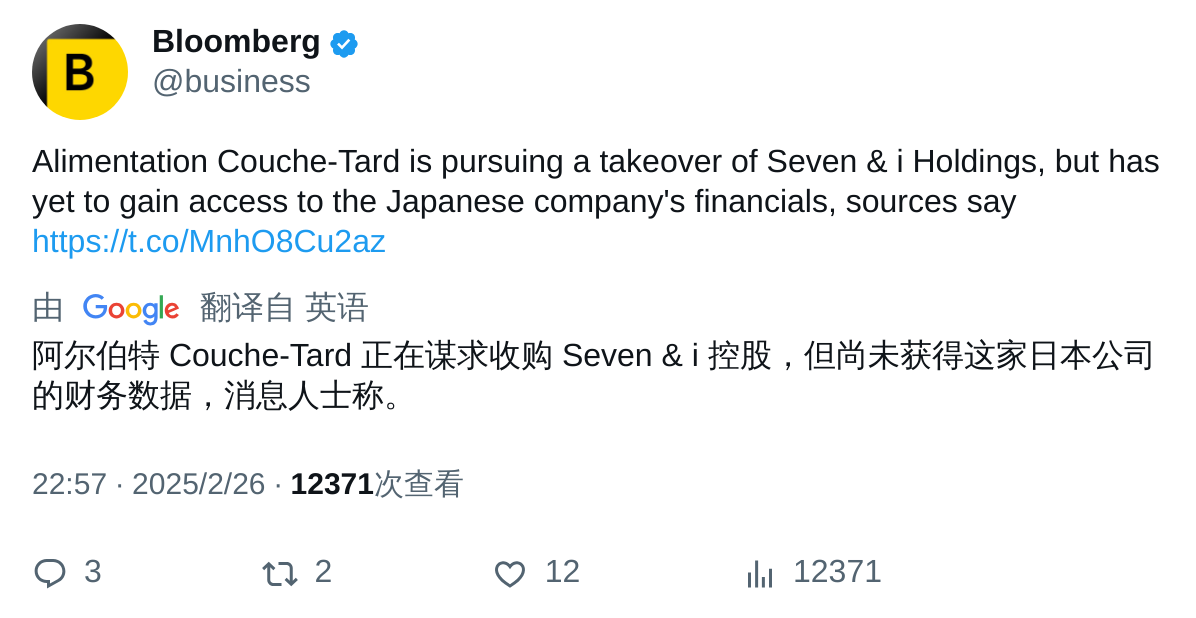 B
Bloomberg
@business
Alimentation Couche-Tard is pursuing a takeover of Seven & i Holdings, but has
yet to gain access to the Japanese company's financials, sources say
https://t.co/MnhO8Cu2az
由 Google 翻译自 英语
阿尔伯特 Couche-Tard 正在谋求收购 Seven & i 控股，但尚未获得这家日本公司
的财务数据，消息人士称。
22:57 · 2025/2/26 · 12371次查看
3 2 12 12371